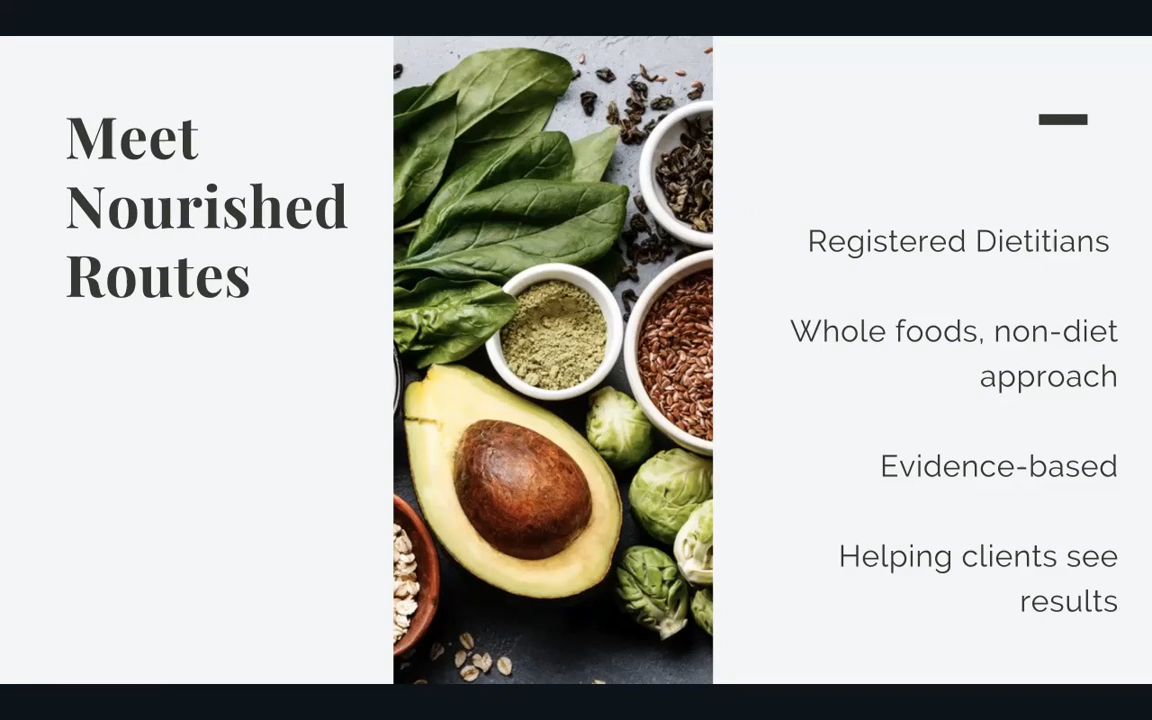 Meet
Nourished
Routes
Registered Dietitians
Whole foods, non-diet
approach
Evidence-based
Helping clients see
results